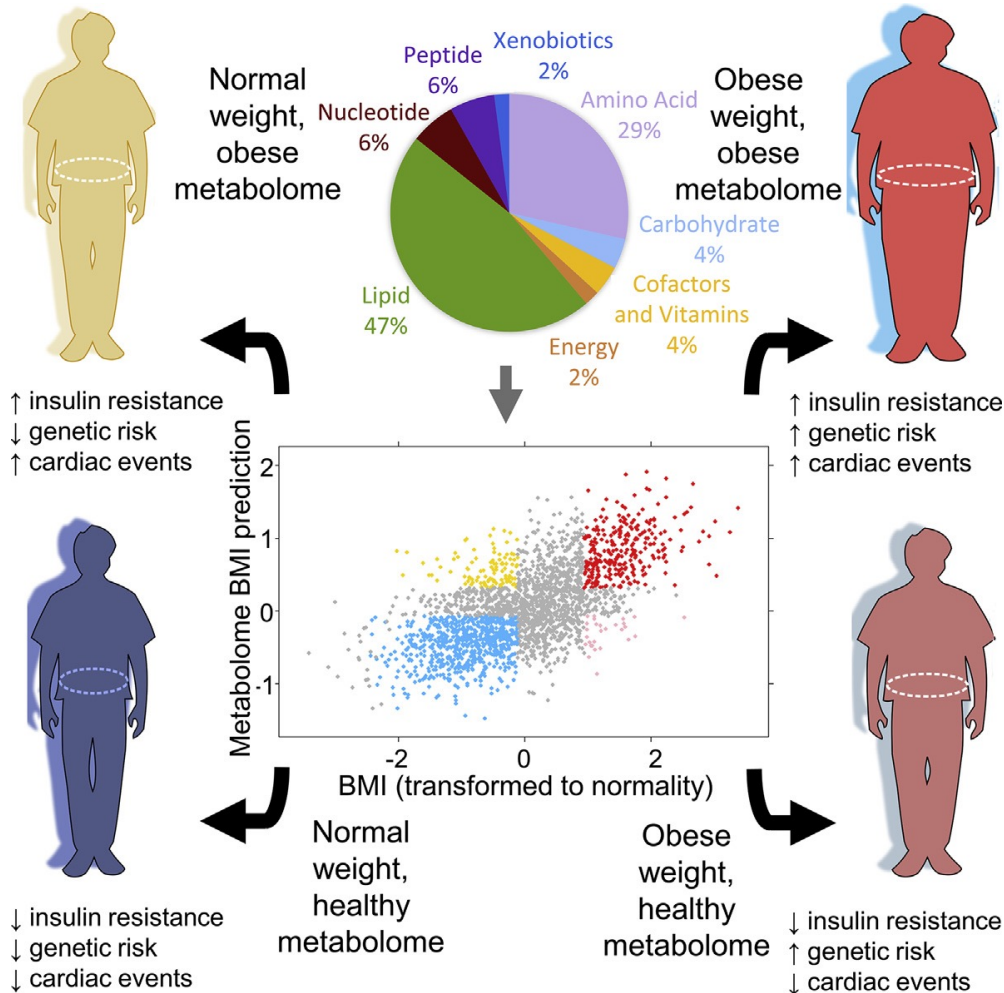 Normal
weight,
obese
metabolome
Peptide
6%
Xenobiotics
2%
Nucleotide
6%
Amino Acid
29%
Carbohydrate
4%
Cofactors
and Vitamins
4%
Energy
2%
Lipid
47%
Obese
weight,
obese
metabolome
↑ insulin resistance
↓ genetic risk
↑ cardiac events
↑ insulin resistance
↑ genetic risk
↑ cardiac events
Metabolome BMI prediction
2
1
0
-1
-2
0
2
BMI (transformed to normality)
Normal
weight,
healthy
metabolome
Obese
weight,
healthy
metabolome
↓ insulin resistance
↓ genetic risk
↓ cardiac events
↓ insulin resistance
↑ genetic risk
↓ cardiac events